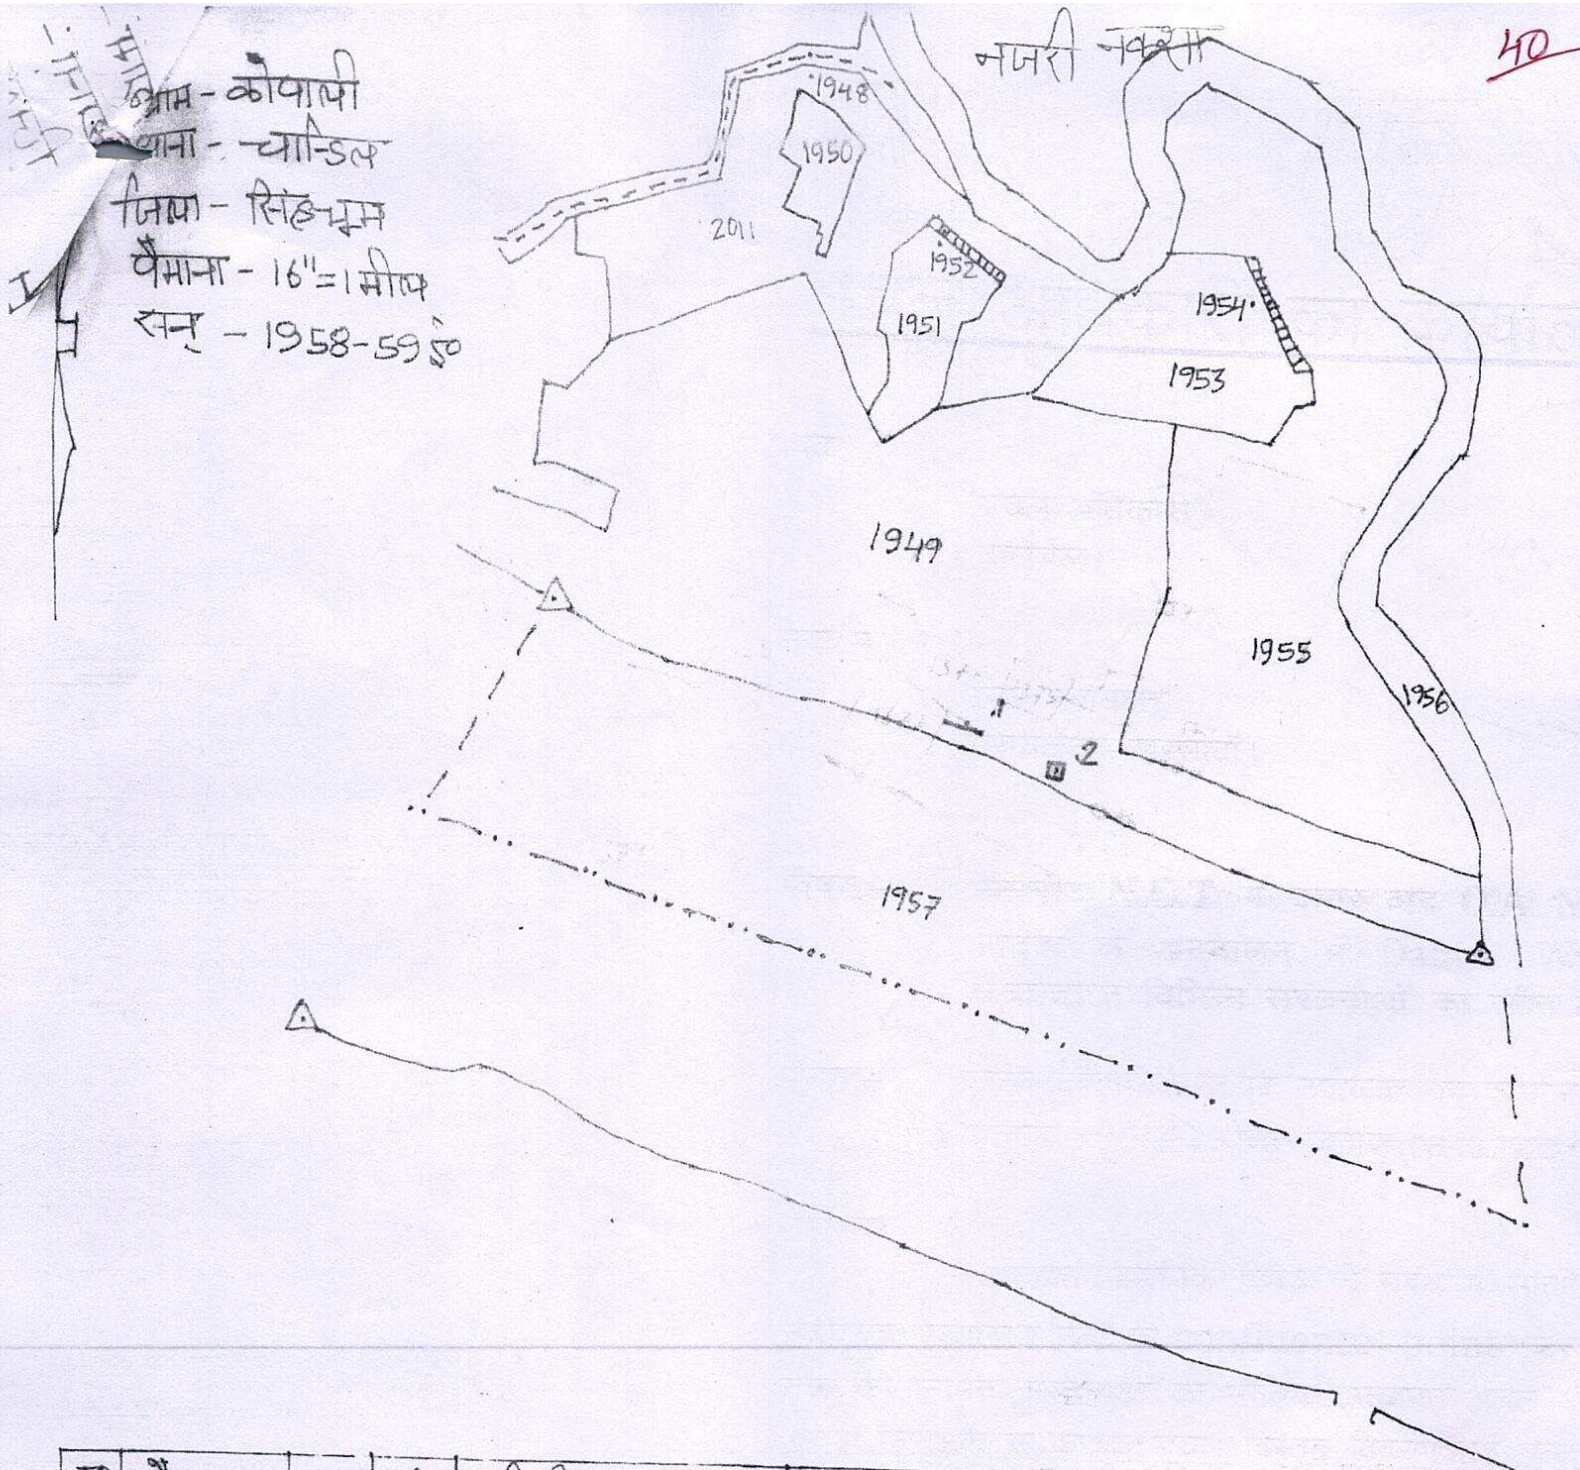 नजरी नक्शा
40
ग्राम - कोपाली
थाना - चान्डिल
जिला - सिंहभूम
पैमाना - 16"=1 मील
सन् - 1958-59 ई०
1948
1950
2011
1952
1951
1954
1953
1949
1955
1956
.1
2
1957